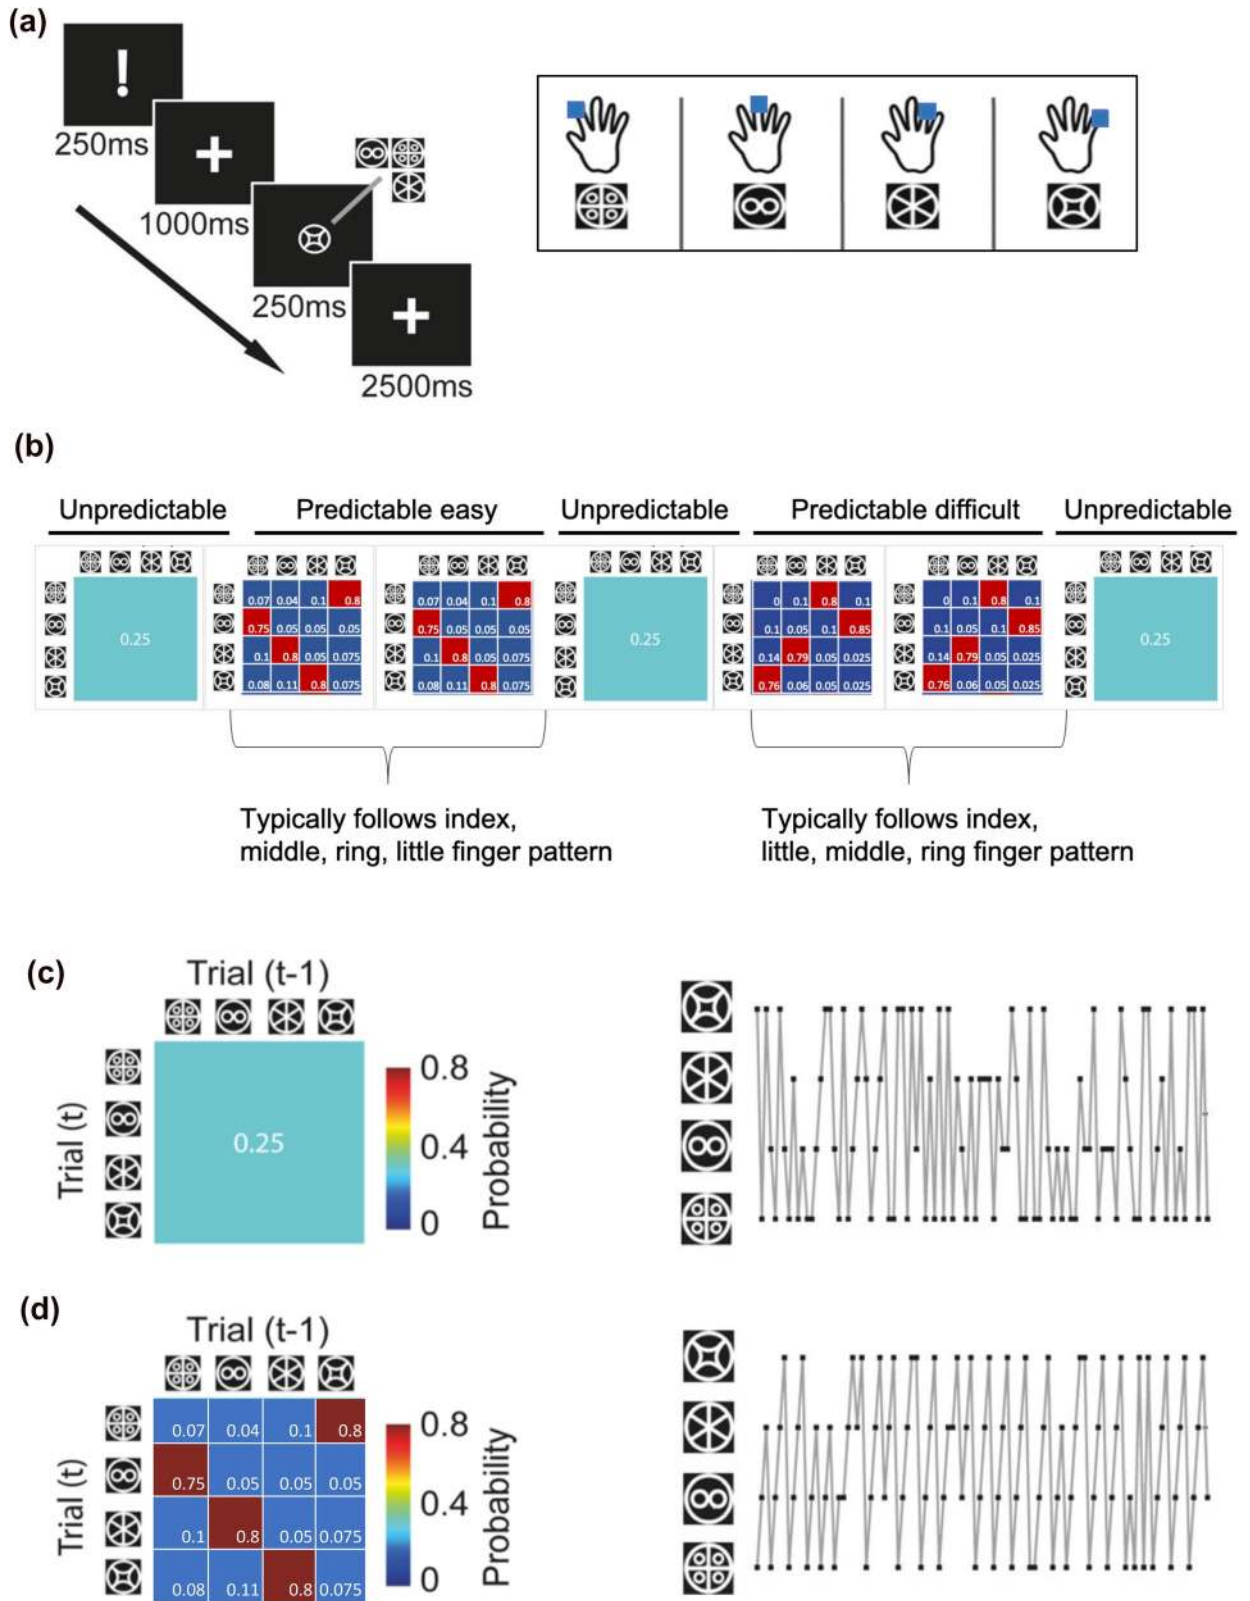 (a)
!
250ms
+
1000ms
250ms
+
2500ms
(b)
Unpredictable Predictable easy Unpredictable Predictable difficult Unpredictable
0.25
0.07 0.04 0.1 0.8
0.75 0.05 0.05 0.05
0.1 0.8 0.05 0.075
0.08 0.11 0.8 0.075
0.07 0.04 0.1 0.8
0.75 0.05 0.05 0.05
0.1 0.8 0.05 0.075
0.08 0.11 0.8 0.075
0.25
0 0.1 0.8 0.1
0.1 0.05 0.1 0.85
0.14 0.79 0.05 0.025
0.76 0.06 0.05 0.025
0 0.1 0.8 0.1
0.1 0.05 0.1 0.85
0.14 0.79 0.05 0.025
0.76 0.06 0.05 0.025
0.25
Typically follows index,
middle, ring, little finger pattern
Typically follows index,
little, middle, ring finger pattern
(c)
Trial (t-1)
Trial (t)
0.25
0.8
0.4
0
Probability
(d)
Trial (t-1)
Trial (t)
0.07 0.04 0.1 0.8
0.75 0.05 0.05 0.05
0.1 0.8 0.05 0.075
0.08 0.11 0.8 0.075
0.8
0.4
0
Probability